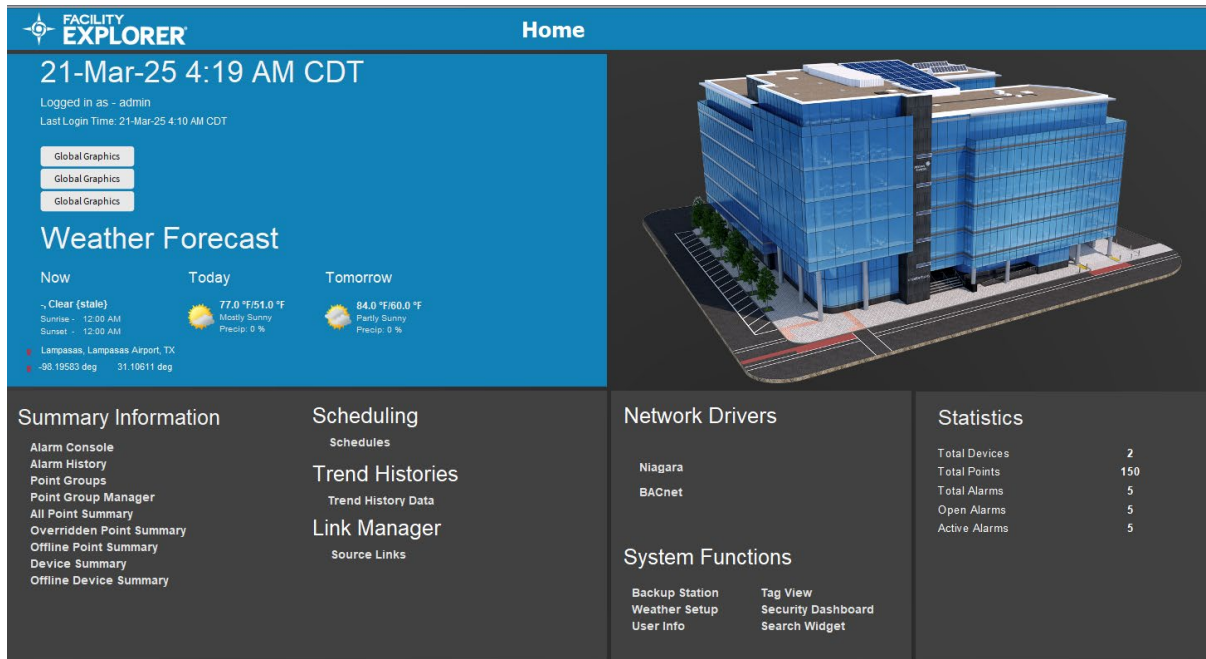 FACILITY
EXPLORER®
Home
21-Mar-25 4:19 AM CDT
Logged in as - admin
Last Login Time: 21-Mar-25 4:10 AM CDT
Global Graphics
Global Graphics
Global Graphics
Weather Forecast
Now
-, Clear {stale}
Sunrise - 12:00 AM
Sunset - 12:00 AM
Today
77.0 °F/51.0 °F
Mostly Sunny
Precip: 0 %
Tomorrow
84.0 °F/60.0 °F
Partly Sunny
Precip: 0 %
Lampasas, Lampasas Airport, TX
-98.19583 deg 31.10611 deg
Summary Information
Alarm Console
Alarm History
Point Groups
Point Group Manager
All Point Summary
Overridden Point Summary
Offline Point Summary
Device Summary
Offline Device Summary
Scheduling
Schedules
Trend Histories
Trend History Data
Link Manager
Source Links
Network Drivers
Niagara
BACnet
System Functions
Backup Station Tag View
Weather Setup Security Dashboard
User Info Search Widget
Statistics
Total Devices 2
Total Points 150
Total Alarms 5
Open Alarms 5
Active Alarms 5